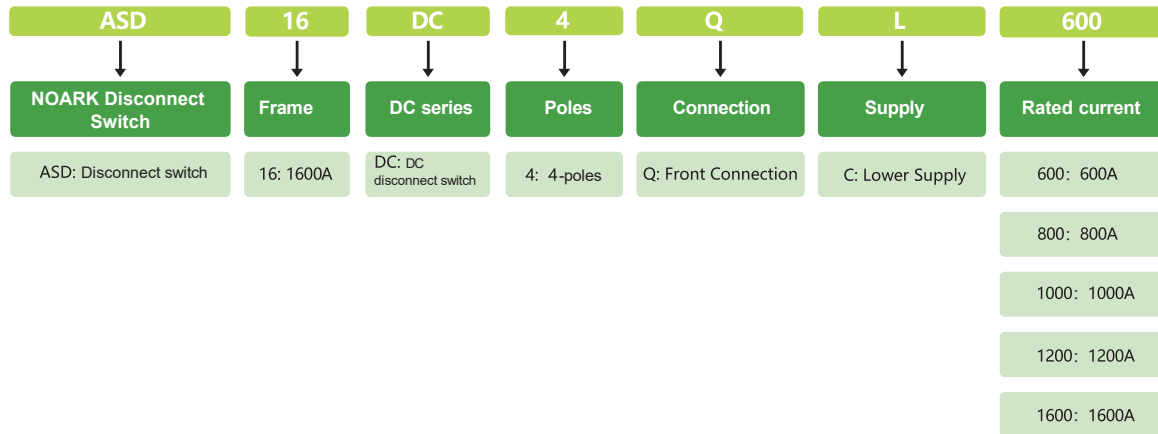 ASD 16 DC 4 Q L 600
NOARK Disconnect
Switch
Frame
DC series
Poles
Connection
Supply
Rated current
ASD: Disconnect switch
16: 1600A
DC: DC
disconnect switch
4: 4-poles
Q: Front Connection
C: Lower Supply
600: 600A
800: 800A
1000: 1000A
1200: 1200A
1600: 1600A